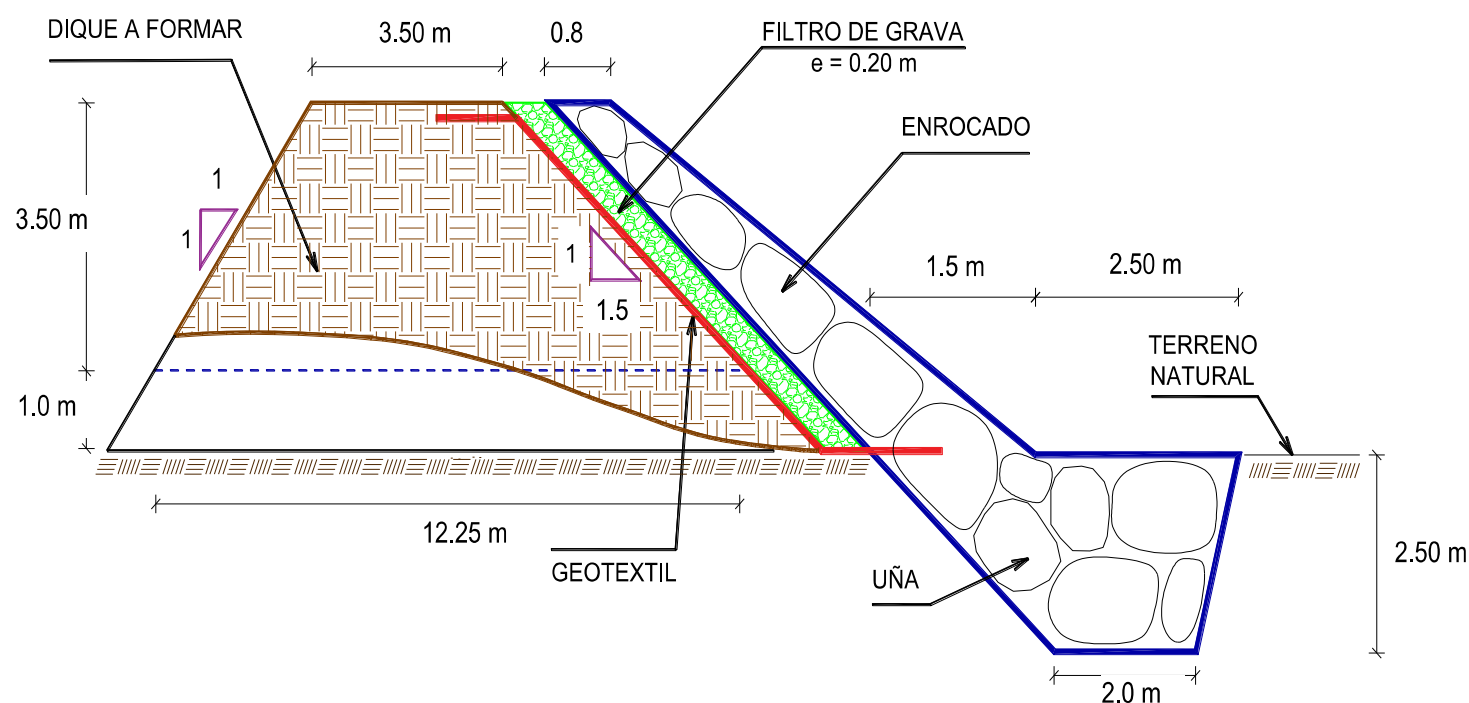 DIQUE A FORMAR
3.50 m
0.8
FILTRO DE GRAVA
e = 0.20 m
ENROCADO
1
1
3.50 m
1
1.5
1.5 m
2.50 m
TERRENO
NATURAL
1.0 m
12.25 m
GEOTEXTIL
UÑA
2.50 m
2.0 m